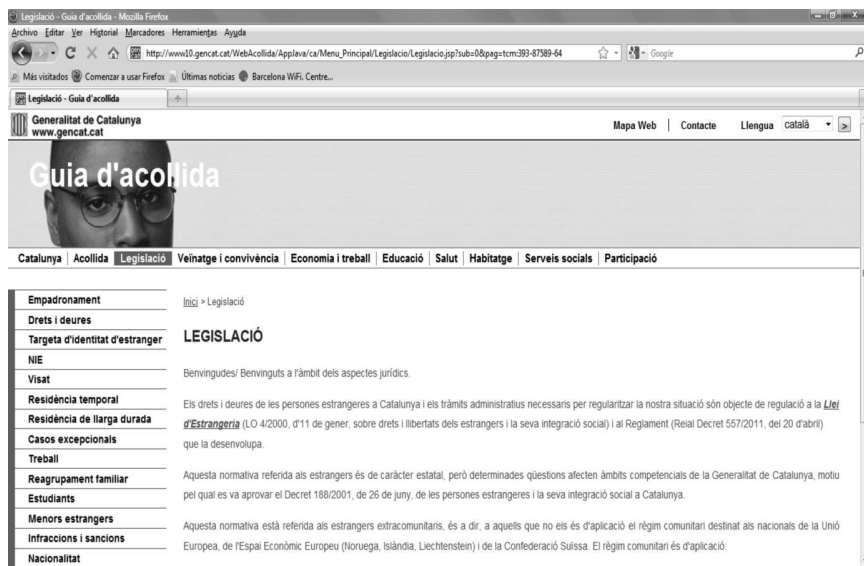 Legislació - Guia d'acollida - Mozilla Firefox
Archivo Editar Ver Historial Marcadores Herramientas Ayuda
http://www10.gencat.cat/WebAcollida/AppJava/ca/Menu_Principal/Legislacio/Legislacio.jsp?sub=0&pag=tcm:393-87589-64
Google
Más visitados Comenzar a usar Firefox Últimas noticias Barcelona WiFi. Centre...
Legislació - Guia d'acollida
Generalitat de Catalunya
www.gencat.cat
Mapa Web | Contacte Llengua català >
Guia d'acollida
Catalunya | Acollida Legislació Veïnatge i convivència | Economia i treball | Educació | Salut | Habitatge | Serveis socials | Participació
Empadronament
Drets i deures
Targeta d'identitat d'estranger
NIE
Visat
Residència temporal
Residència de llarga durada
Casos excepcionals
Treball
Reagrupament familiar
Estudiants
Menors estrangers
Infraccions i sancions
Nacionalitat
Inici > Legislació
LEGISLACIÓ
Benvingudes/ Benvinguts a l'àmbit dels aspectes jurídics.
Els drets i deures de les persones estrangeres a Catalunya i els tràmits administratius necessaris per regularitzar la nostra situació són objecte de regulació a la Llei
d'Estrangeria (LO 4/2000, d'11 de gener, sobre drets i llibertats dels estrangers i la seva integració social) i al Reglament (Reial Decret 557/2011, del 20 d'abril)
que la desenvolupa.
Aquesta normativa referida als estrangers és de caràcter estatal, però determinades qüestions afecten àmbits competencials de la Generalitat de Catalunya, motiu
pel qual es va aprovar el Decret 188/2001, de 26 de juny, de les persones estrangeres i la seva integració social a Catalunya.
Aquesta normativa està referida als estrangers extracomunitaris, és a dir, a aquells que no els és d'aplicació el règim comunitari destinat als nacionals de la Unió
Europea, de l'Espai Econòmic Europeu (Noruega, Islàndia, Liechtenstein) i de la Confederació Suïssa. El règim comunitari és d'aplicació: